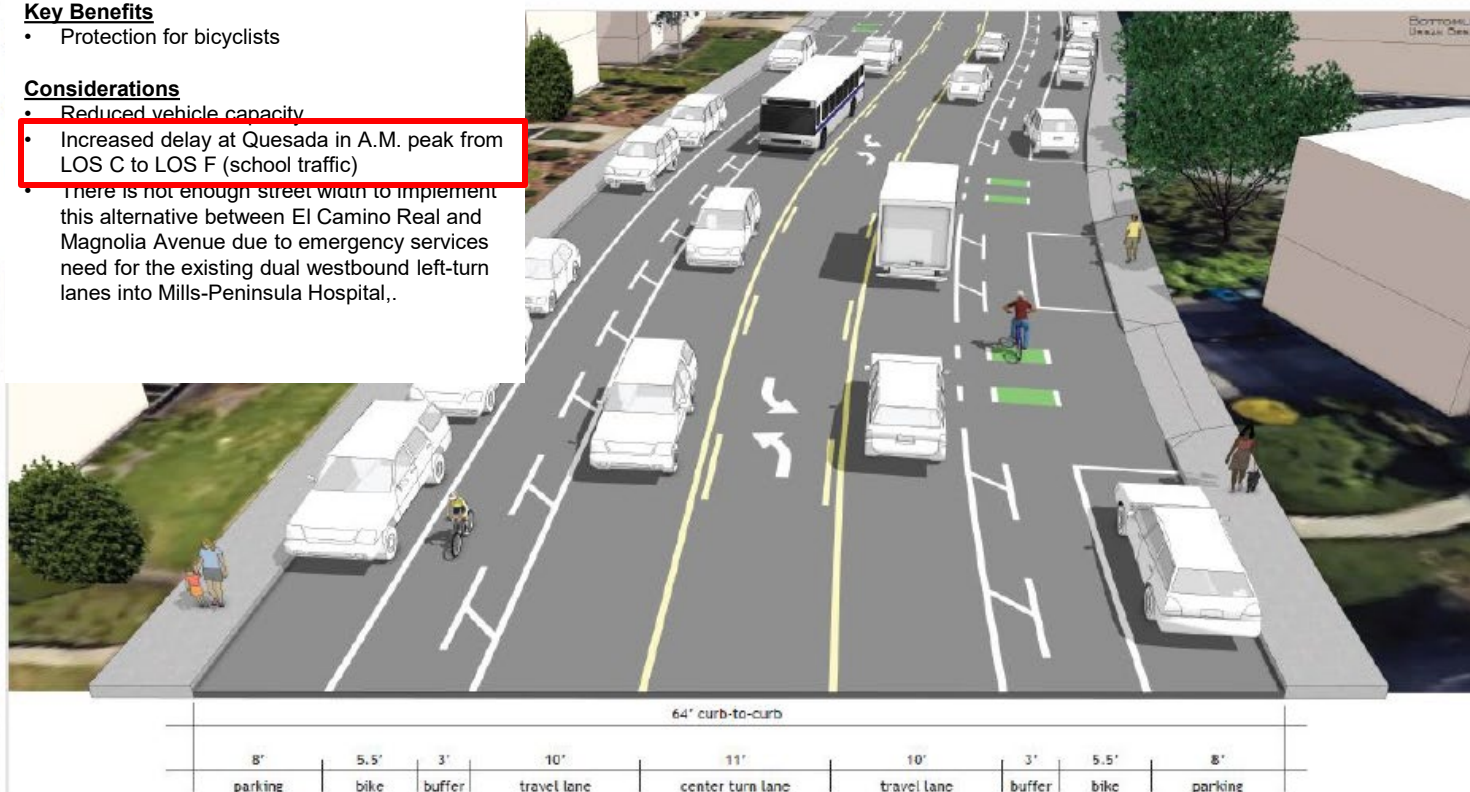 Key Benefits
• Protection for bicyclists
Considerations
• Reduced vehicle capacity
• Increased delay at Quesada in A.M. peak from
LOS C to LOS F (school traffic)
• There is not enough street width to implement
this alternative between El Camino Real and
Magnolia Avenue due to emergency services
need for the existing dual westbound left-turn
lanes into Mills-Peninsula Hospital,.
64' curb-to-curb
8' 5.5' 3' 10' 11' 10' 3' 5.5' 8'
parking bike buffer travel lane center turn lane travel lane buffer bike parking